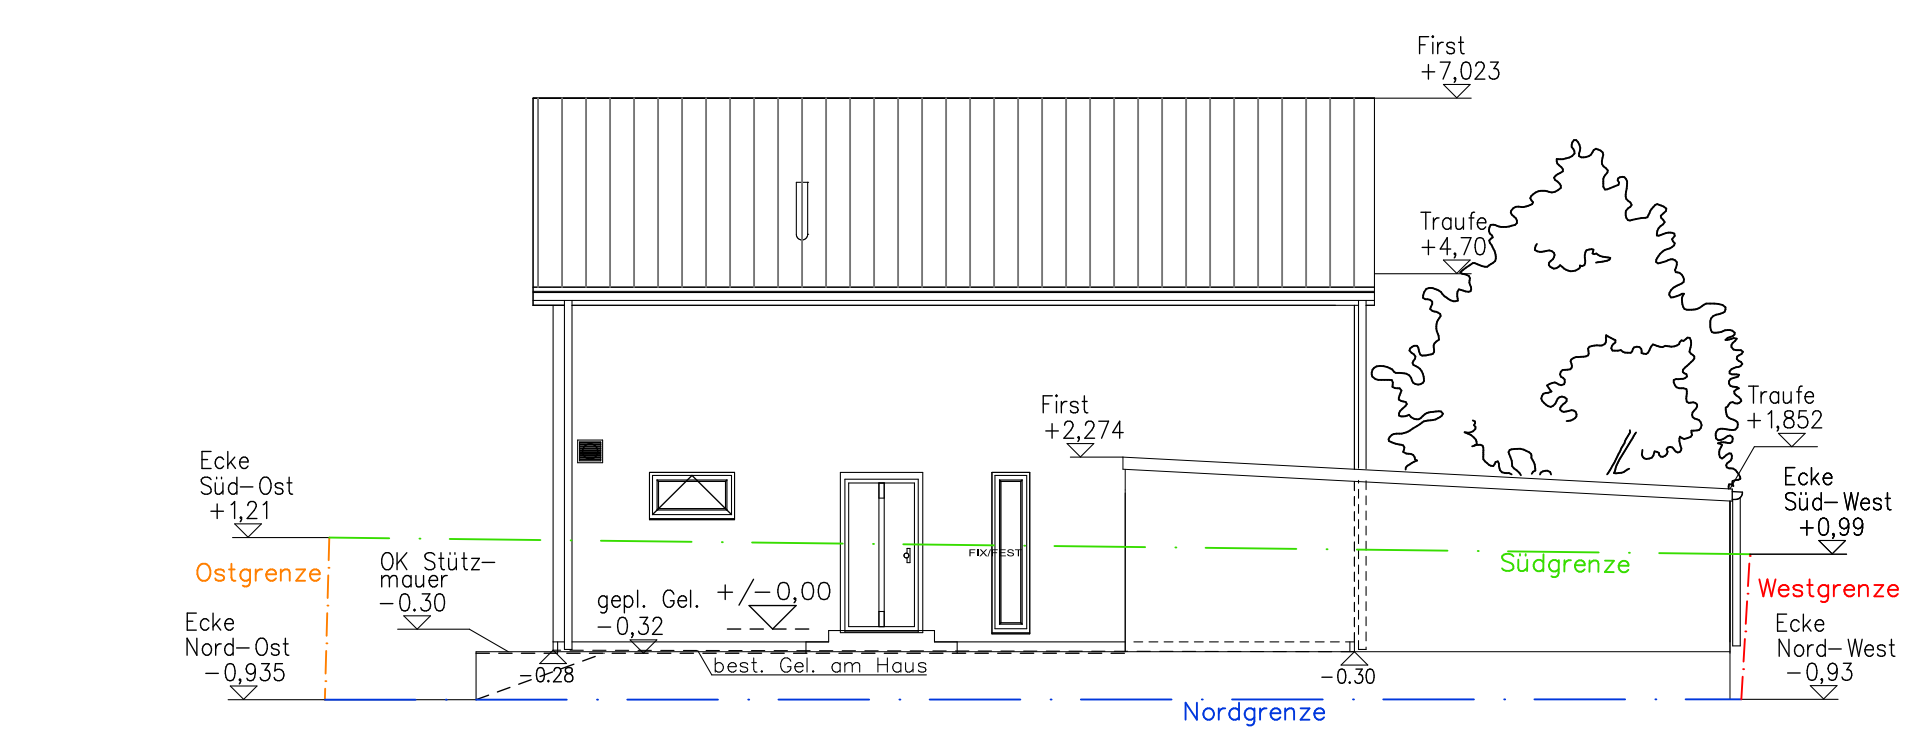 First
+7,023
Traufe
+4,70
Traufe
+1,852
First
+2,274
Ecke
Süd-Ost
+1,21
Ecke
Süd-West
+0,99
OK Stütz-
mauer
-0.30
Ostgrenze
FIX/FEST
Südgrenze
Westgrenze
gepl. Gel.
-0,32
+/-0,00
Ecke
Nord-Ost
-0,935
Ecke
Nord-West
-0,93
best. Gel. am Haus
-0.28
-0.30
Nordgrenze